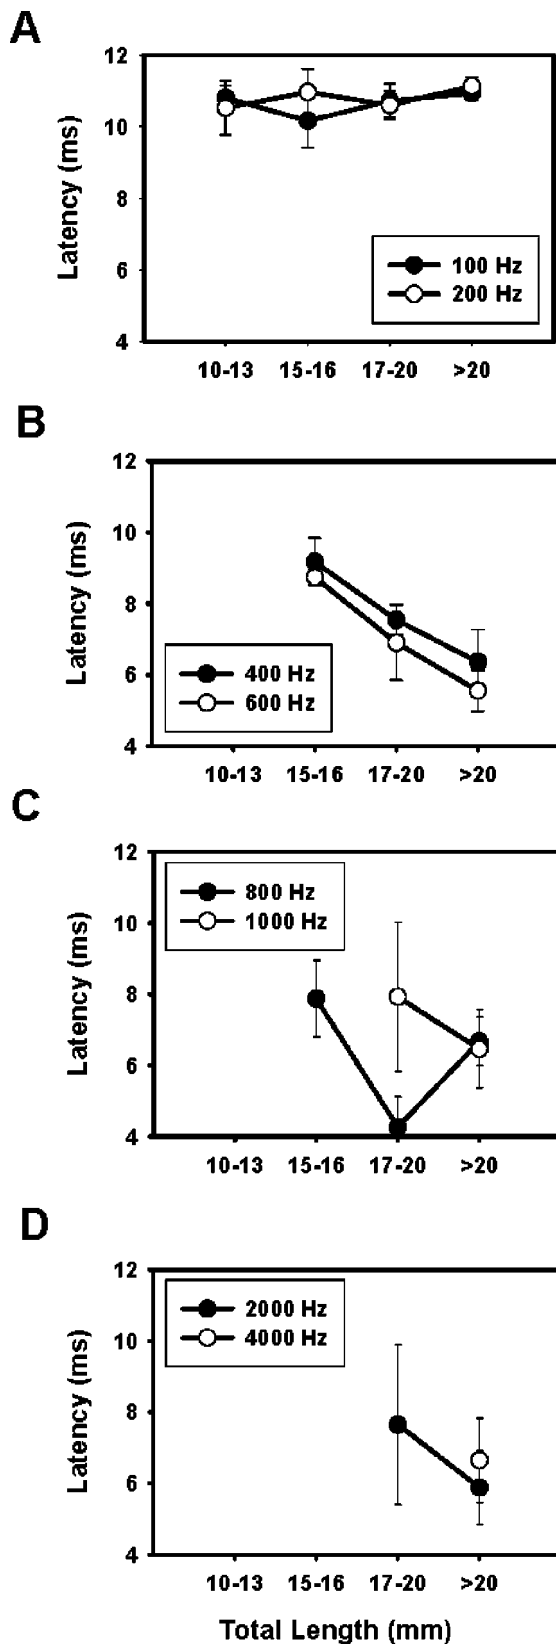 A
12
10
8
6
4
Latency (ms)
100 Hz
200 Hz
10-13 15-16 17-20 >20
B
12
10
8
6
4
Latency (ms)
400 Hz
600 Hz
10-13 15-16 17-20 >20
C
12
10
8
6
4
Latency (ms)
800 Hz
1000 Hz
10-13 15-16 17-20 >20
D
12
10
8
6
4
Latency (ms)
2000 Hz
4000 Hz
10-13 15-16 17-20 >20
Total Length (mm)